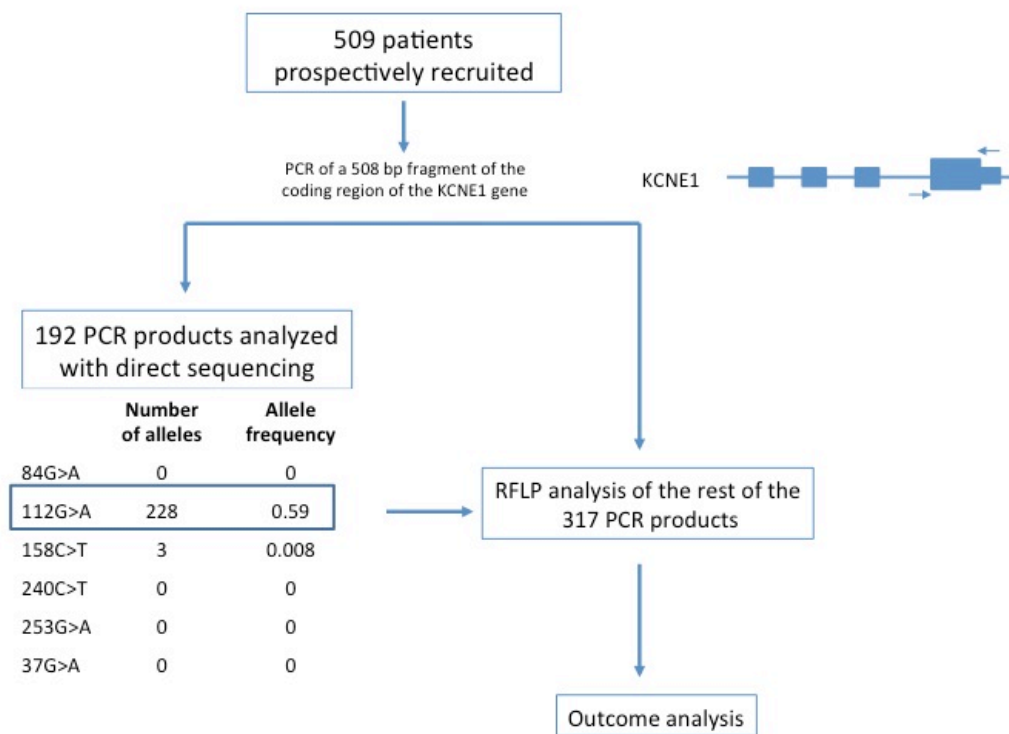 509 patients
prospectively recruited
PCR of a 508 bp fragment of the
coding region of the KCNE1 gene
KCNE1
192 PCR products analyzed
with direct sequencing
Number of alleles Allele frequency
84G>A 0 0
112G>A 228 0.59
158C>T 3 0.008
240C>T 0 0
253G>A 0 0
37G>A 0 0
RFLP analysis of the rest of the
317 PCR products
Outcome analysis